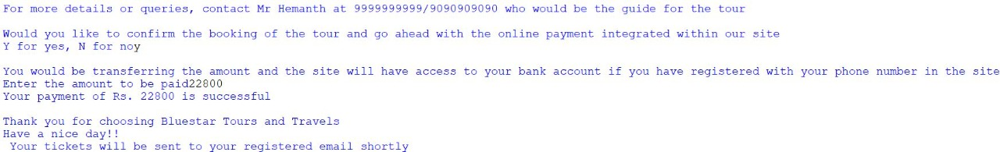 For more details or queries, contact Mr Hemanth at 9999999999/9090909090 who would be the guide for the tour
Would you like to confirm the booking of the tour and go ahead with the online payment integrated within our site
Y for yes, N for noy
You would be transferring the amount and the site will have access to your bank account if you have registered with your phone number in the site
Enter the amount to be paid22800
Your payment of Rs. 22800 is successful
Thank you for choosing Bluestar Tours and Travels
Have a nice day!!
Your tickets will be sent to your registered email shortly